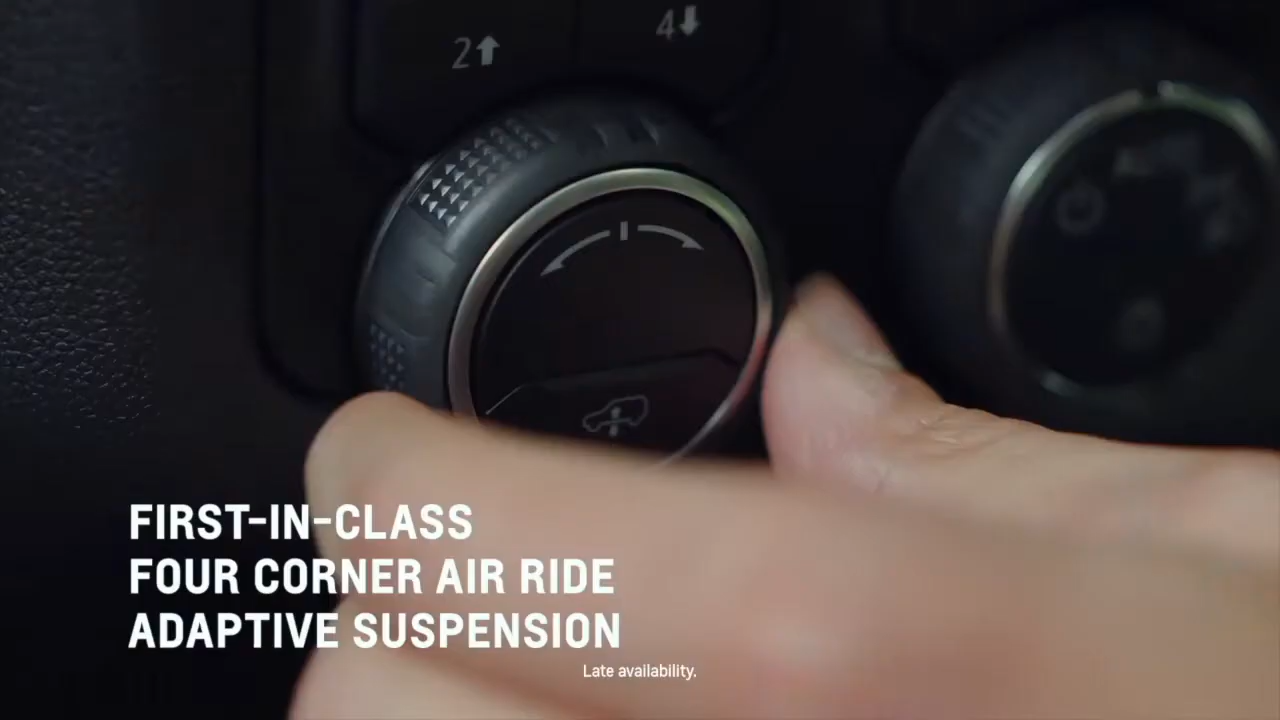 2↑ 4↓
FIRST-IN-CLASS
FOUR CORNER AIR RIDE
ADAPTIVE SUSPENSION
Late availability.